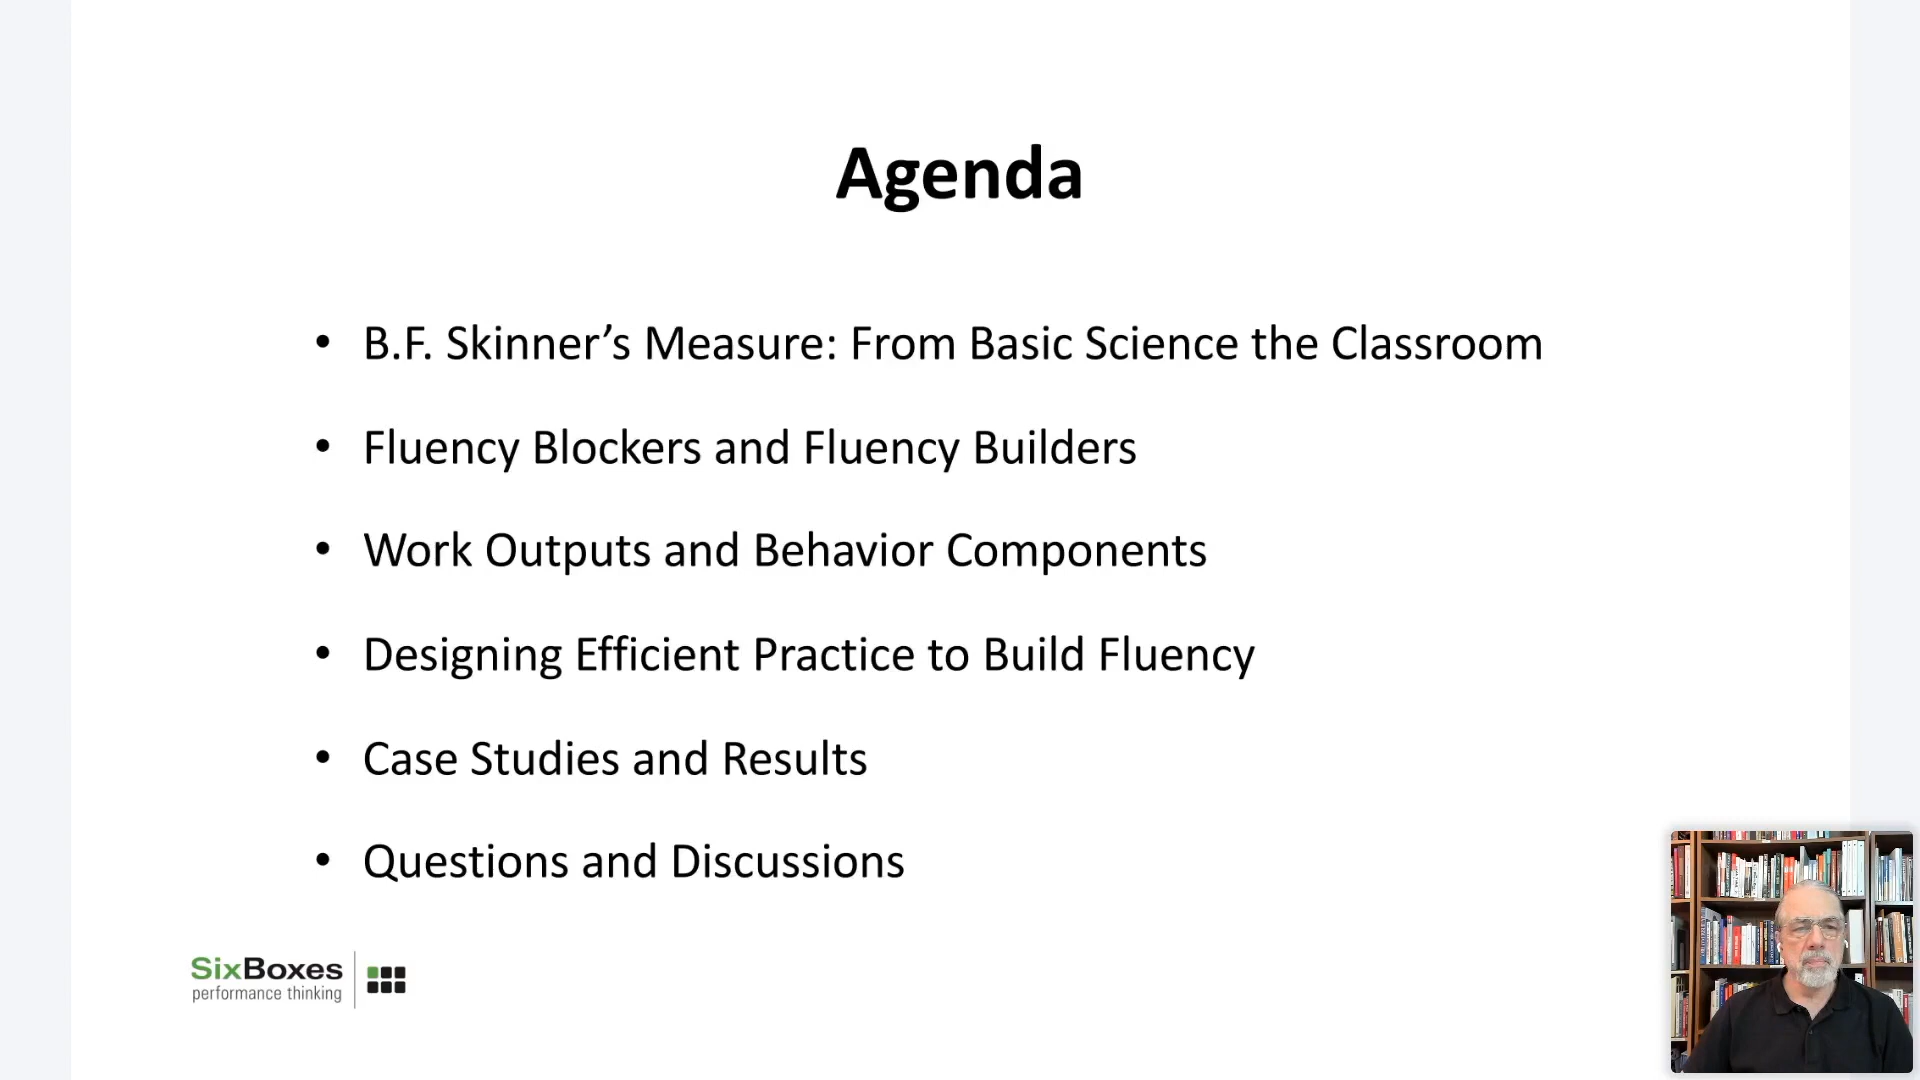 Agenda
• B.F. Skinner’s Measure: From Basic Science the Classroom
• Fluency Blockers and Fluency Builders
• Work Outputs and Behavior Components
• Designing Efficient Practice to Build Fluency
• Case Studies and Results
• Questions and Discussions
SixBoxes
performance thinking